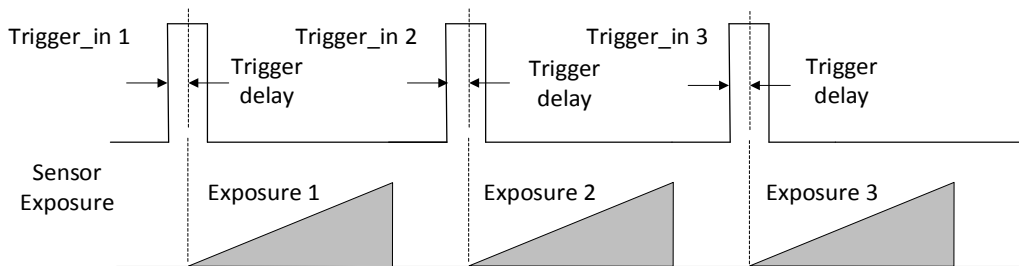 Trigger_in 1
Trigger_in 2
Trigger_in 3
Trigger
delay
Trigger
delay
Trigger
delay
Sensor
Exposure
Exposure 1
Exposure 2
Exposure 3